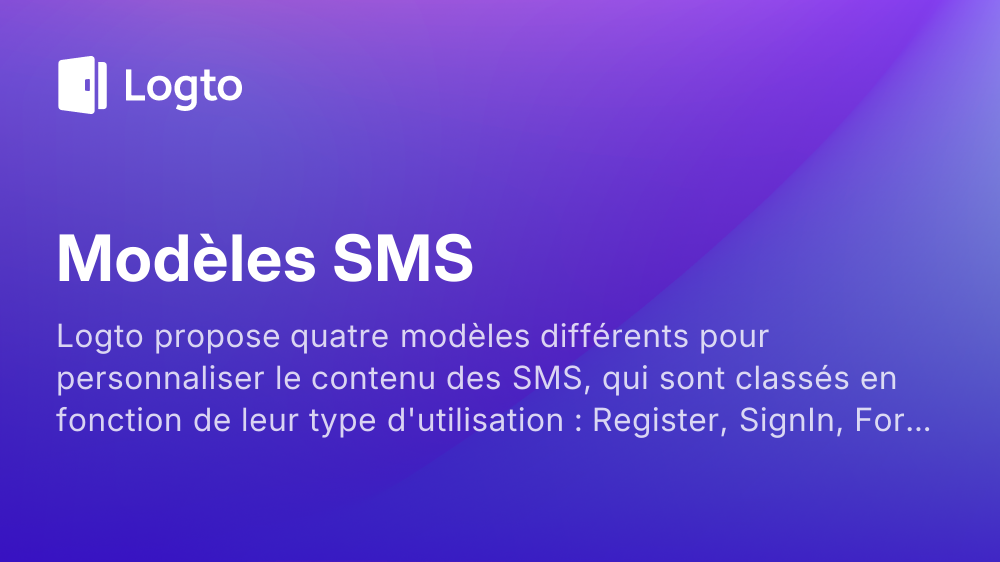 Logto
Modèles SMS
Logto propose quatre modèles différents pour
personnaliser le contenu des SMS, qui sont classés en
fonction de leur type d'utilisation : Register, SignIn, For...